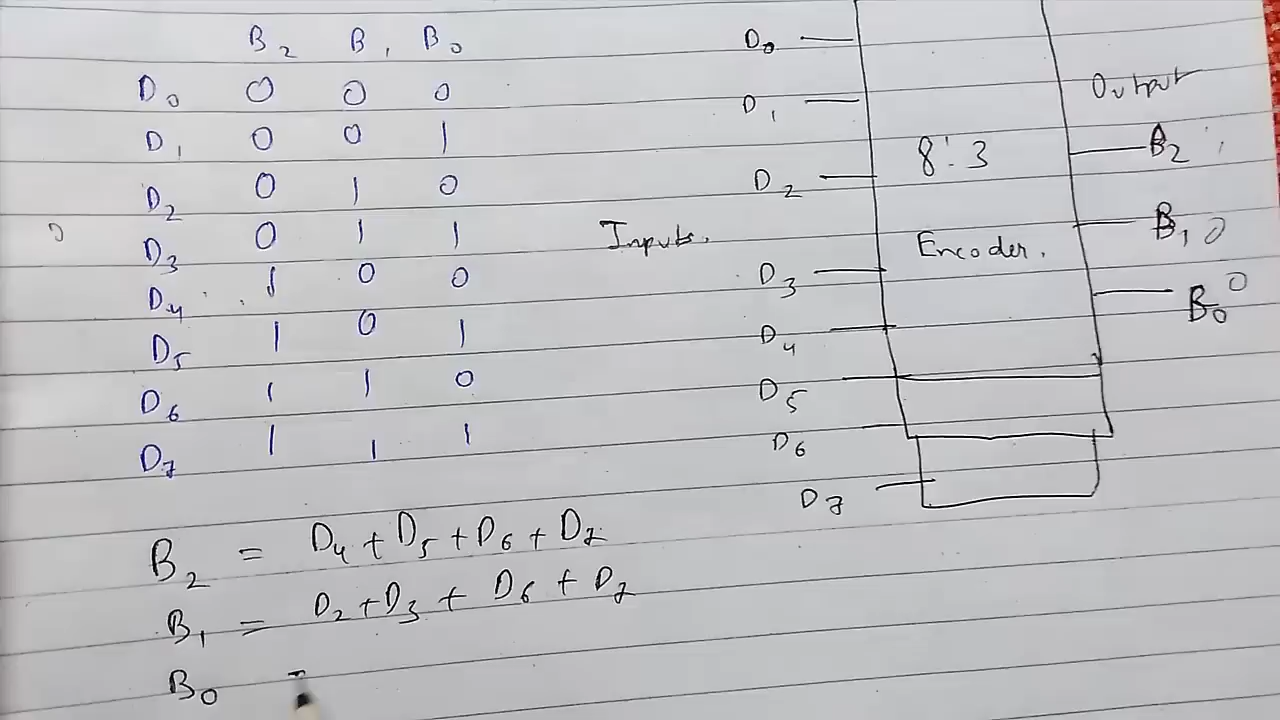 B2 B1 B0
D0 0 0 0
D1 0 0 1
D2 0 1 0
D3 0 1 1
D4 1 0 0
D5 1 0 1
D6 1 1 0
D7 1 1 1
B2 = D4 + D5 + D6 + D7
B1 = D2 + D3 + D6 + D7
B0 =
Inputs.
D0
D1
D2
D3
D4
D5
D6
D7
8:3
Encoder.
Output
B2
B1 0
B0 0